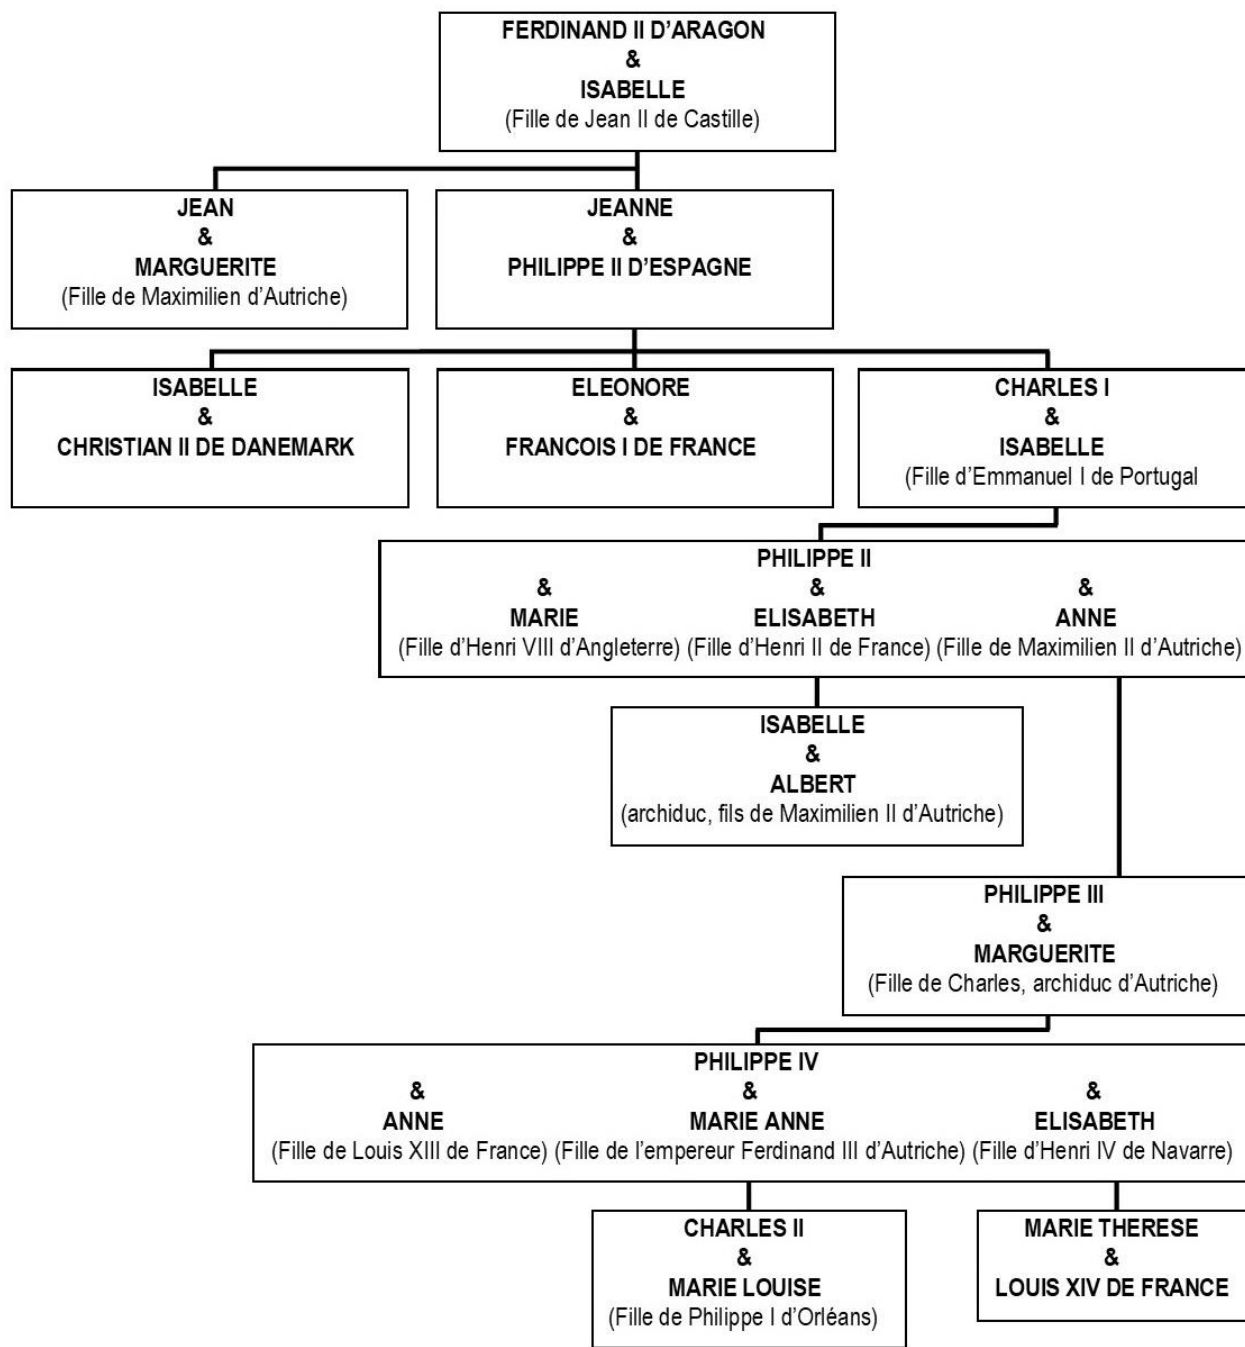 FERDINAND II D'ARAGON
&
ISABELLE
(Fille de Jean II de Castille)
JEAN
&
MARGUERITE
(Fille de Maximilien d'Autriche)
JEANNE
&
PHILIPPE II D'ESPAGNE
ISABELLE
&
CHRISTIAN II DE DANEMARK
ELEONORE
&
FRANCOIS I DE FRANCE
CHARLES I
&
ISABELLE
(Fille d'Emmanuel I de Portugal
PHILIPPE II
& & &
MARIE ELISABETH ANNE
(Fille d'Henri VIII d'Angleterre) (Fille d'Henri II de France) (Fille de Maximilien II d'Autriche)
ISABELLE
&
ALBERT
(archiduc, fils de Maximilien II d'Autriche)
PHILIPPE III
&
MARGUERITE
(Fille de Charles, archiduc d'Autriche)
PHILIPPE IV
& & &
ANNE MARIE ANNE ELISABETH
(Fille de Louis XIII de France) (Fille de l'empereur Ferdinand III d'Autriche) (Fille d'Henri IV de Navarre)
CHARLES II
&
MARIE LOUISE
(Fille de Philippe I d'Orléans)
MARIE THERESE
&
LOUIS XIV DE FRANCE